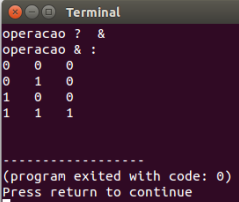 Terminal
operacao ?  &
operacao & :
0   0   0
0   1   0
1   0   0
1   1   1
------------------
(program exited with code: 0)
Press return to continue